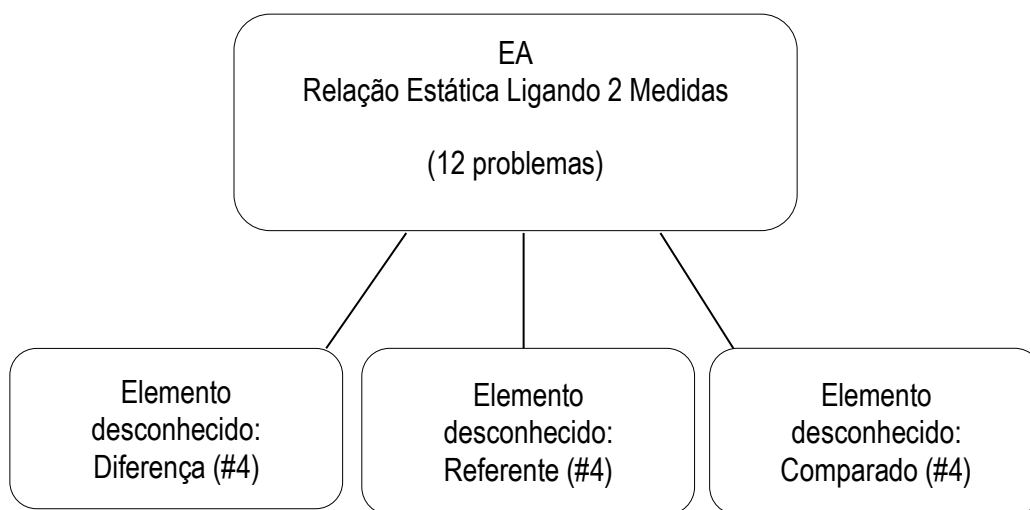 EA
Relação Estática Ligando 2 Medidas
(12 problemas)
Elemento
desconhecido:
Diferença (#4)
Elemento
desconhecido:
Referente (#4)
Elemento
desconhecido:
Comparado (#4)